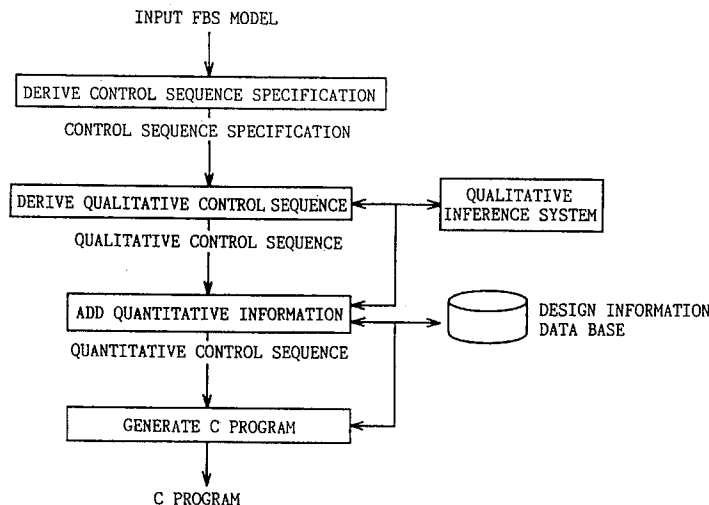 INPUT FBS MODEL
DERIVE CONTROL SEQUENCE SPECIFICATION
CONTROL SEQUENCE SPECIFICATION
DERIVE QUALITATIVE CONTROL SEQUENCE
QUALITATIVE
INFERENCE SYSTEM
QUALITATIVE CONTROL SEQUENCE
ADD QUANTITATIVE INFORMATION
DESIGN INFORMATION
DATA BASE
QUANTITATIVE CONTROL SEQUENCE
GENERATE C PROGRAM
C PROGRAM